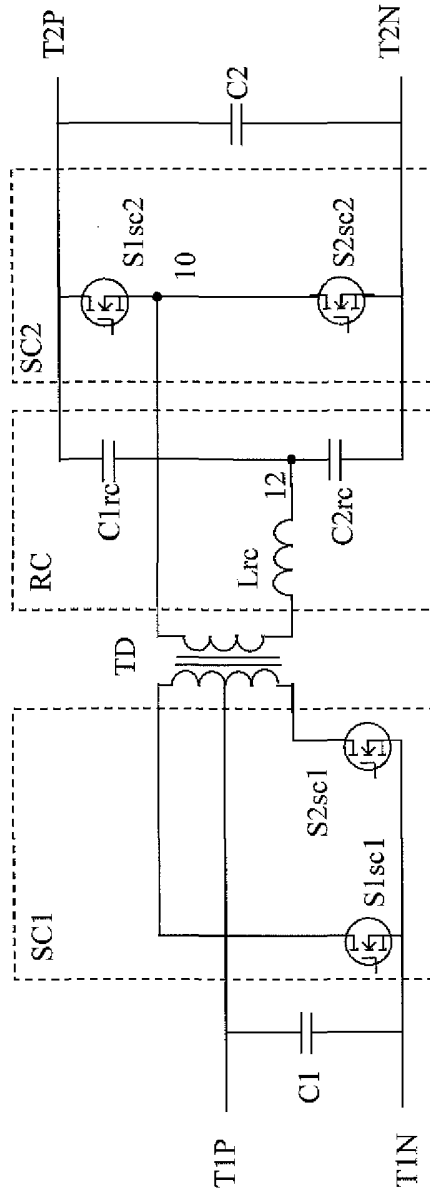 T1P
T1N
C1
SC1
S1sc1
S2sc1
TD
RC
Lrc
12
C1rc
C2rc
SC2
S1sc2
10
S2sc2
C2
T2P
T2N